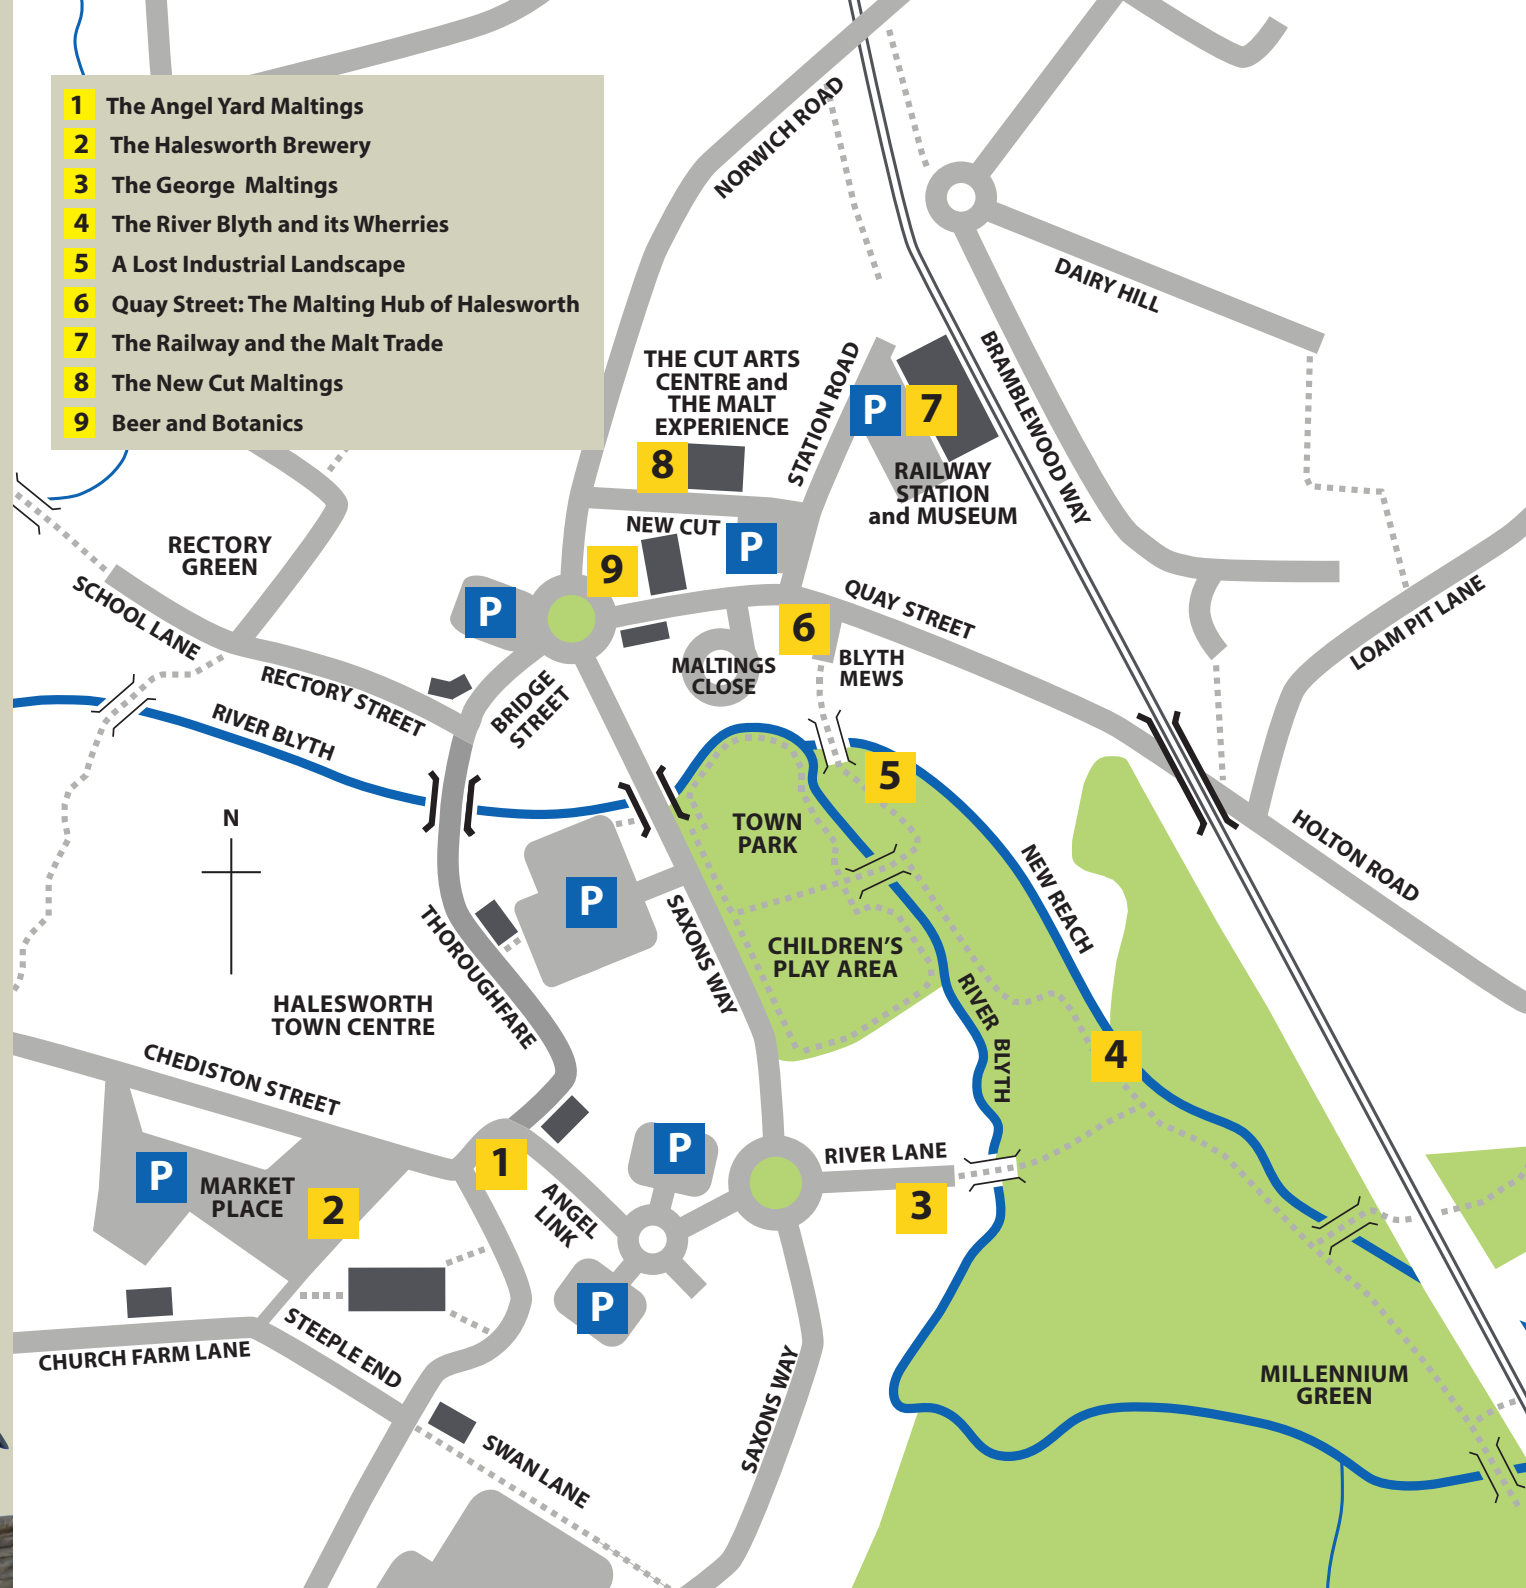 1 The Angel Yard Maltings
2 The Halesworth Brewery
3 The George Maltings
4 The River Blyth and its Wherries
5 A Lost Industrial Landscape
6 Quay Street: The Malting Hub of Halesworth
7 The Railway and the Malt Trade
8 The New Cut Maltings
9 Beer and Botanics
NORWICH ROAD
DAIRY HILL
BRAMBLEWOOD WAY
THE CUT ARTS
CENTRE and
THE MALT
EXPERIENCE
STATION ROAD
P
7
8
RAILWAY
STATION
and MUSEUM
NEW CUT
P
9
RECTORY
GREEN
SCHOOL LANE
P
QUAY STREET
6
LOAM PIT LANE
MALTINGS
CLOSE
BLYTH
MEWS
RECTORY STREET
BRIDGE
STREET
RIVER BLYTH
5
N
TOWN
PARK
NEW REACH
HOLTON ROAD
P
THOROUGHFARE
SAXONS WAY
CHILDREN'S
PLAY AREA
RIVER BLYTH
HALESWORTH
TOWN CENTRE
4
CHEDISTON STREET
P
1
RIVER LANE
P
MARKET
PLACE
2
ANGEL
LINK
3
P
STEEPLE END
CHURCH FARM LANE
SAXONS WAY
MILLENNIUM
GREEN
SWAN LANE